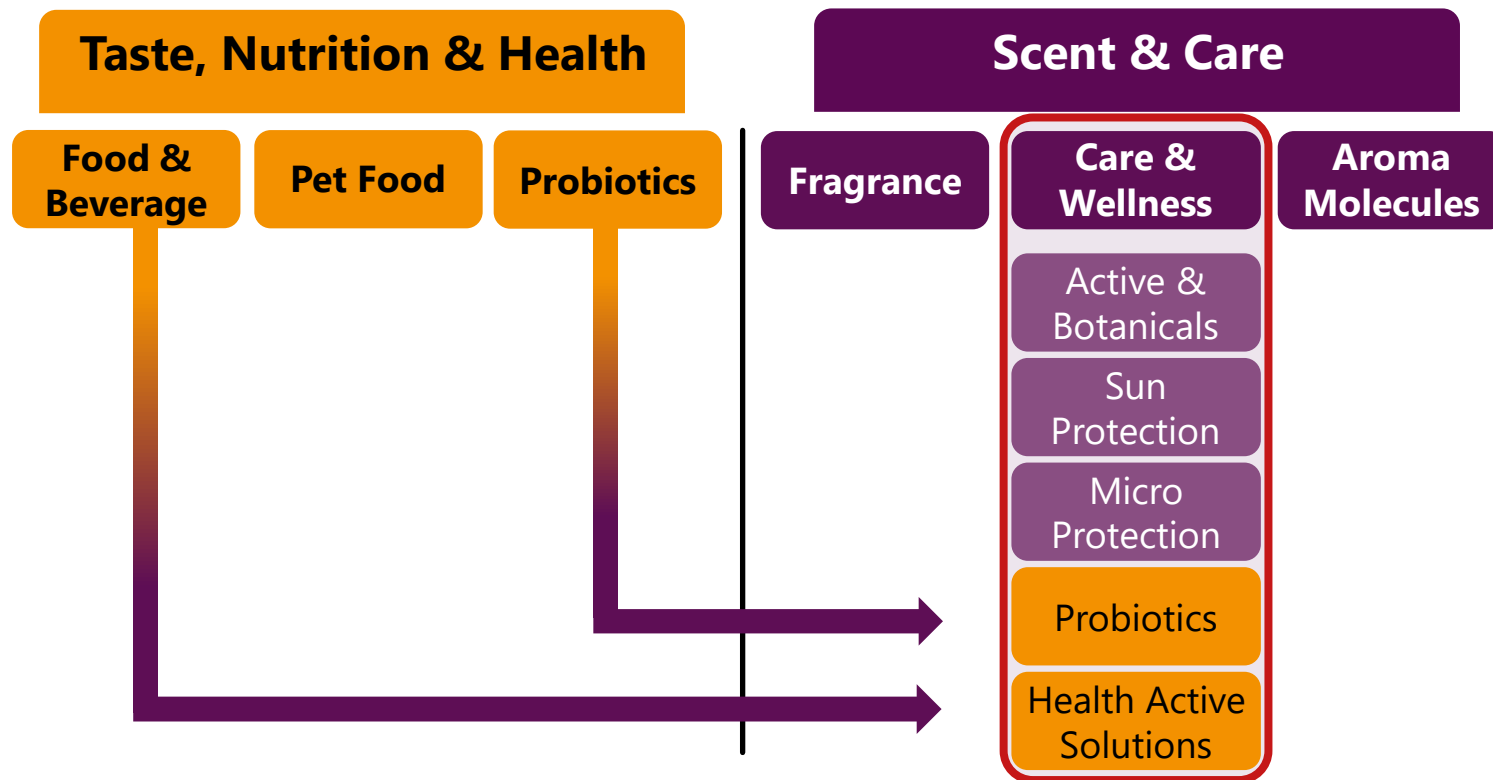 Taste, Nutrition & Health
Scent & Care
Food &
Beverage
Pet Food
Probiotics
Fragrance
Care &
Wellness
Aroma
Molecules
Active &
Botanicals
Sun
Protection
Micro
Protection
Probiotics
Health Active
Solutions